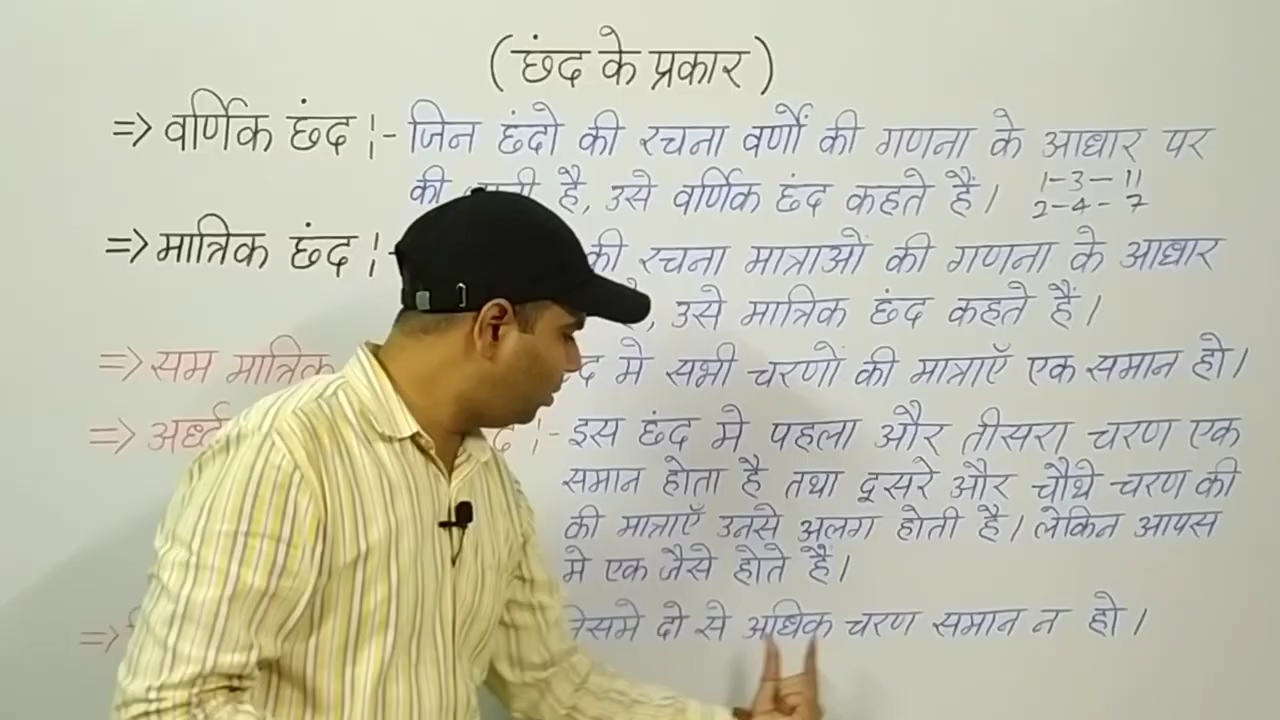 (छंद के प्रकार)
=> वर्णिक छंद :- जिन छंदो की रचना वर्णों की गणना के आधार पर
की है, उसे वर्णिक छंद कहते हैं। 1-3-11
2-4-7
=> मात्रिक छंद :- की रचना मात्राओं की गणना के आधार
उसे मात्रिक छंद कहते हैं।
=> सम मात्रिक मे सभी चरणों की मात्राएँ एक समान हो।
=> :- इस छंद मे पहला और तीसरा चरण एक
समान होता है तथा दूसरे और चौथे चरण की
की मात्राएँ उनसे अलग होती है। लेकिन आपस
मे एक जैसे होते हैं।
=> दो से अधिक चरण समान न हो।